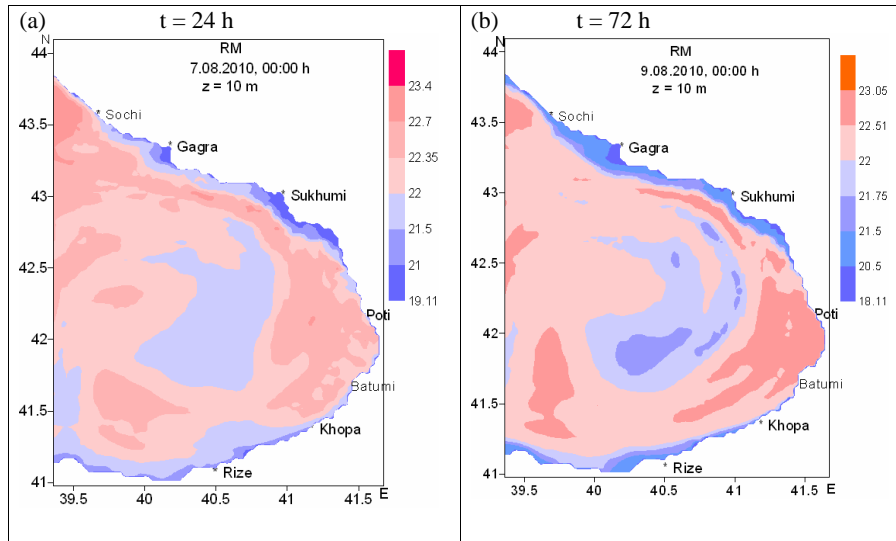 (a) t = 24 h
N
44
RM
7.08.2010, 00:00 h
z = 10 m
23.4
22.7
22.35
22
21.5
21
19.11
Sochi
43.5
Gagra
43
Sukhumi
42.5
Poti
42
Batumi
41.5
Khopa
Rize
41
39.5 40 40.5 41 41.5 E
(b) t = 72 h
N
44
RM
9.08.2010, 00:00 h
z = 10 m
23.05
22.51
22
21.75
21.5
20.5
18.11
Sochi
43.5
Gagra
43
Sukhumi
42.5
Poti
42
Batumi
41.5
Khopa
Rize
41
39.5 40 40.5 41 41.5 E